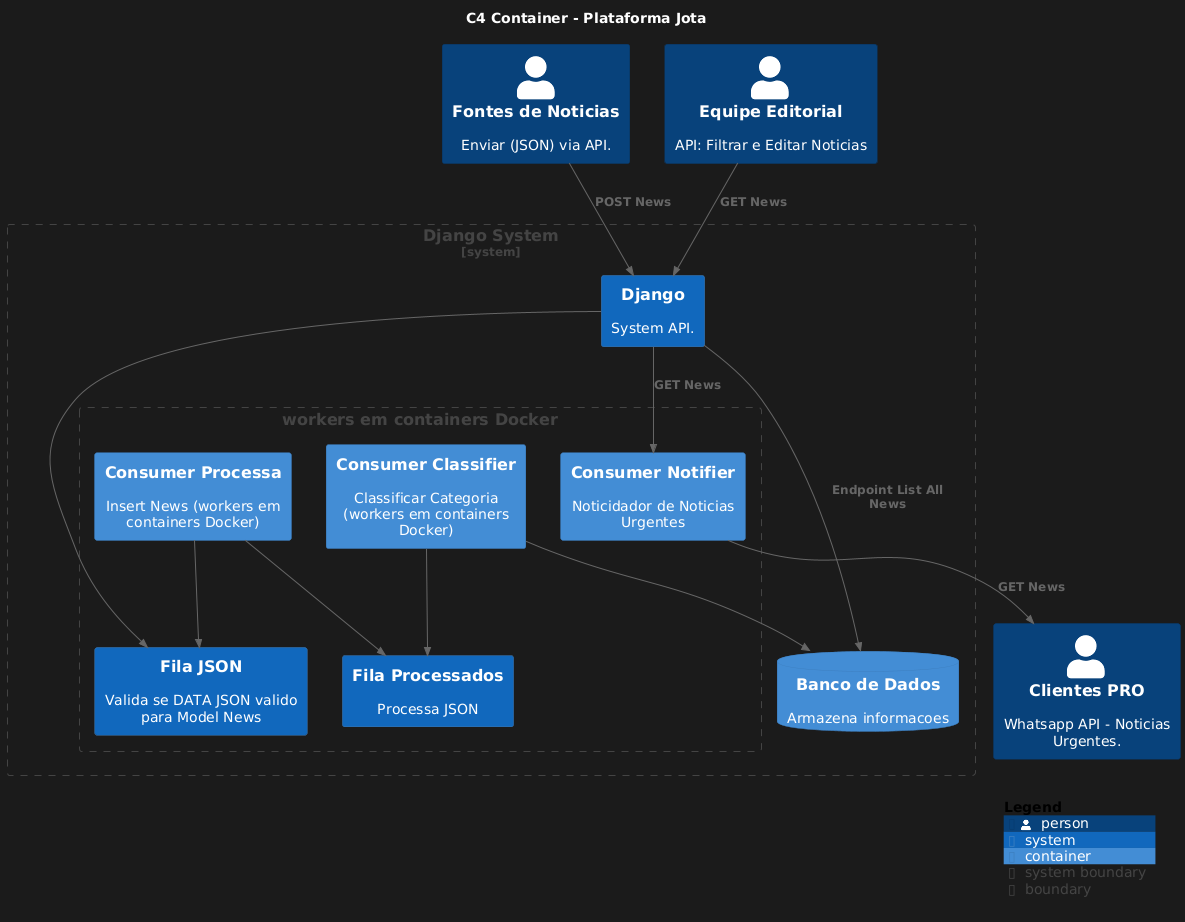 C4 Container - Plataforma Jota
Fontes de Noticias
Enviar (JSON) via API.
Equipe Editorial
API: Filtrar e Editar Noticias
POST News
GET News
Django System
[system]
Django
System API.
GET News
workers em containers Docker
Consumer Processa
Insert News (workers em
containers Docker)
Consumer Classifier
Classificar Categoria
(workers em containers
Docker)
Consumer Notifier
Noticidador de Noticias
Urgentes
Endpoint List All
News
GET News
Fila JSON
Valida se DATA JSON valido
para Model News
Fila Processados
Processa JSON
Banco de Dados
Armazena informacoes
Clientes PRO
Whatsapp API - Noticias
Urgentes.
Legend
person
system
container
system boundary
boundary